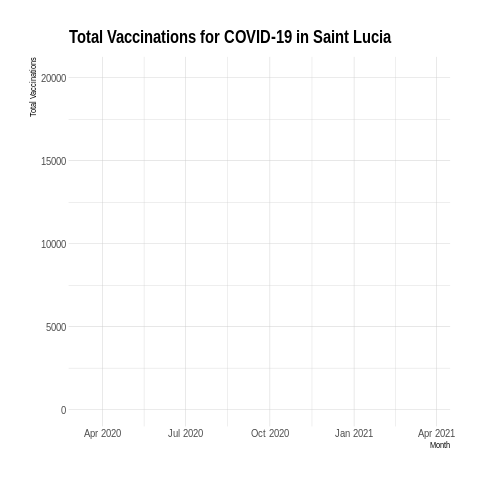 Total Vaccinations for COVID-19 in Saint Lucia
Total Vaccinations
20000
15000
10000
5000
0
Apr 2020 Jul 2020 Oct 2020 Jan 2021 Apr 2021
Month